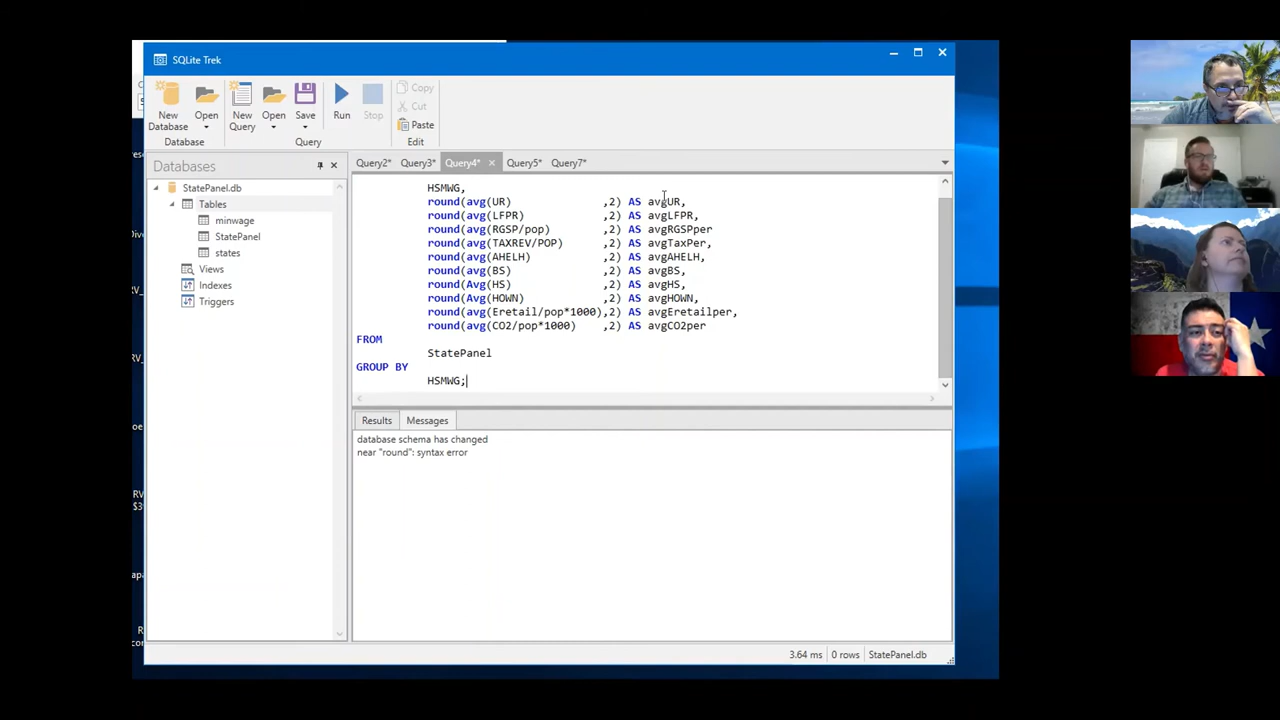 SQLite Trek
New Database
Open
New Query
Open
Save
Run
Stop
Copy
Cut
Paste
Database
Query
Edit
Databases
StatePanel.db
Tables
minwage
StatePanel
states
Views
Indexes
Triggers
Query2* Query3* Query4* Query5* Query7*
HSMWG,
round(avg(UR) ,2) AS avgUR,
round(avg(LFPR) ,2) AS avgLFPR,
round(avg(RGSP/pop) ,2) AS avgRGSPper
round(avg(TAXREV/POP) ,2) AS avgTaxPer,
round(avg(AHELH) ,2) AS avgAHELH,
round(avg(BS) ,2) AS avgBS,
round(Avg(HS) ,2) AS avgHS,
round(Avg(HOWN) ,2) AS avgHOWN,
round(avg(Eretail/pop*1000),2) AS avgEretailper,
round(avg(CO2/pop*1000) ,2) AS avgCO2per
FROM
StatePanel
GROUP BY
HSMWG;
Results Messages
database schema has changed
near "round": syntax error
3.64 ms 0 rows StatePanel.db